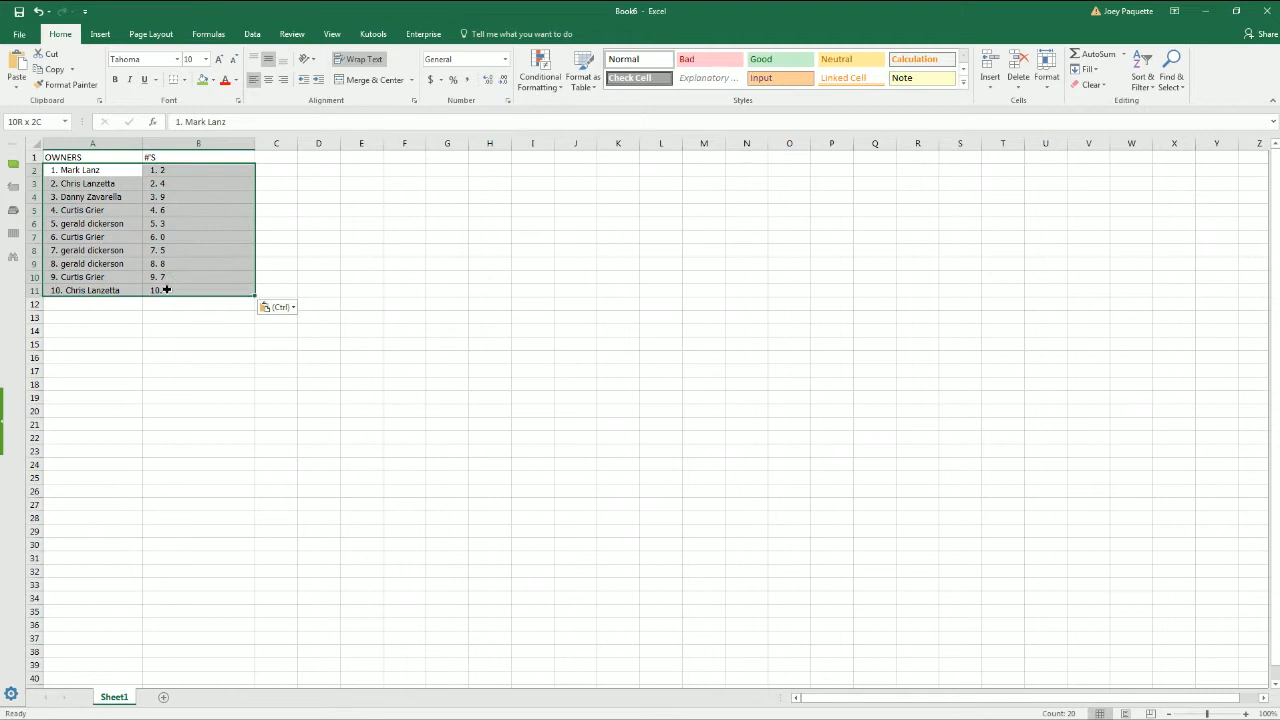 Book6 - Excel
Joey Paquette
File Home Insert Page Layout Formulas Data Review View Kutools Enterprise Tell me what you want to do
Share
Paste
Cut
Copy
Format Painter
Clipboard
Tahoma 10
B I U
Font
Wrap Text
Merge & Center
Alignment
General
$ % ,
Number
Conditional Formatting
Format as Table
Normal Bad Good Neutral Calculation
Check Cell Explanatory ... Input Linked Cell Note
Styles
Insert Delete Format
Cells
AutoSum
Fill
Clear
Sort & Filter
Find & Select
Editing
10R x 2C
fx
1. Mark Lanz
A B C D E F G H I J K L M N O P Q R S T U V W X Y Z
1 OWNERS #'S
2 1. Mark Lanz 1. 2
3 2. Chris Lanzetta 2. 4
4 3. Danny Zavarella 3. 9
5 4. Curtis Grier 4. 6
6 5. gerald dickerson 5. 3
7 6. Curtis Grier 6. 0
8 7. gerald dickerson 7. 5
9 8. gerald dickerson 8. 8
10 9. Curtis Grier 9. 7
11 10. Chris Lanzetta 10.
(Ctrl)
12
13
14
15
16
17
18
19
20
21
22
23
24
25
26
27
28
29
30
31
32
33
34
35
36
37
38
39
40
Sheet1
Ready
Count: 20
100%